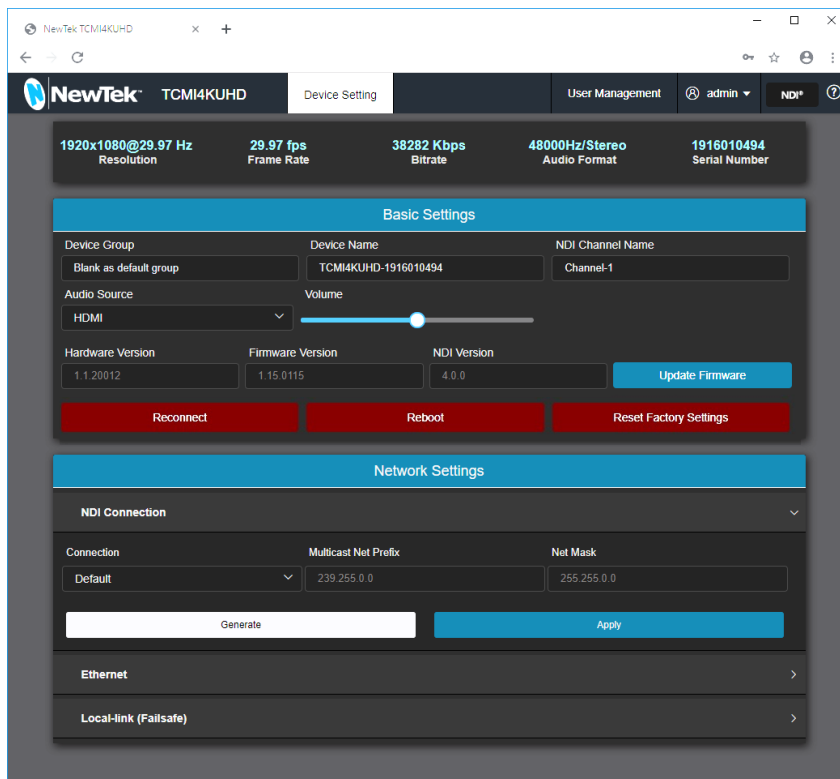 NewTek TCMI4KUHD
NewTek™ TCMI4KUHD Device Setting User Management admin NDI®
1920x1080@29.97 Hz 29.97 fps 38282 Kbps 48000Hz/Stereo 1916010494
Resolution Frame Rate Bitrate Audio Format Serial Number
Basic Settings
Device Group Device Name NDI Channel Name
Blank as default group TCMI4KUHD-1916010494 Channel-1
Audio Source Volume
HDMI
Hardware Version Firmware Version NDI Version
1.1.20012 1.15.0115 4.0.0 Update Firmware
Reconnect Reboot Reset Factory Settings
Network Settings
NDI Connection
Connection Multicast Net Prefix Net Mask
Default 239.255.0.0 255.255.0.0
Generate Apply
Ethernet
Local-link (Failsafe)